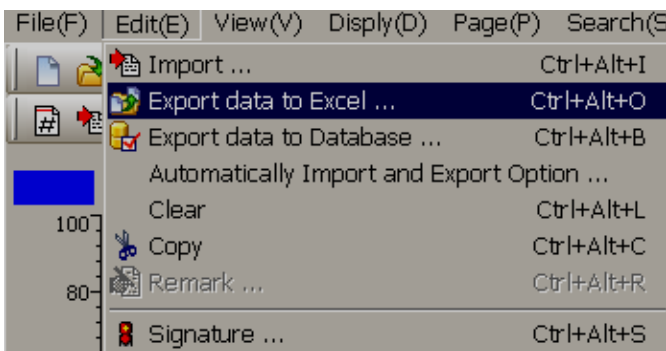 File(F) Edit(E) View(V) Disply(D) Page(P) Search(S
Import ... Ctrl+Alt+I
Export data to Excel ... Ctrl+Alt+O
Export data to Database ... Ctrl+Alt+B
Automatically Import and Export Option ...
Clear Ctrl+Alt+L
100
Copy Ctrl+Alt+C
Remark ... Ctrl+Alt+R
80
Signature ... Ctrl+Alt+S